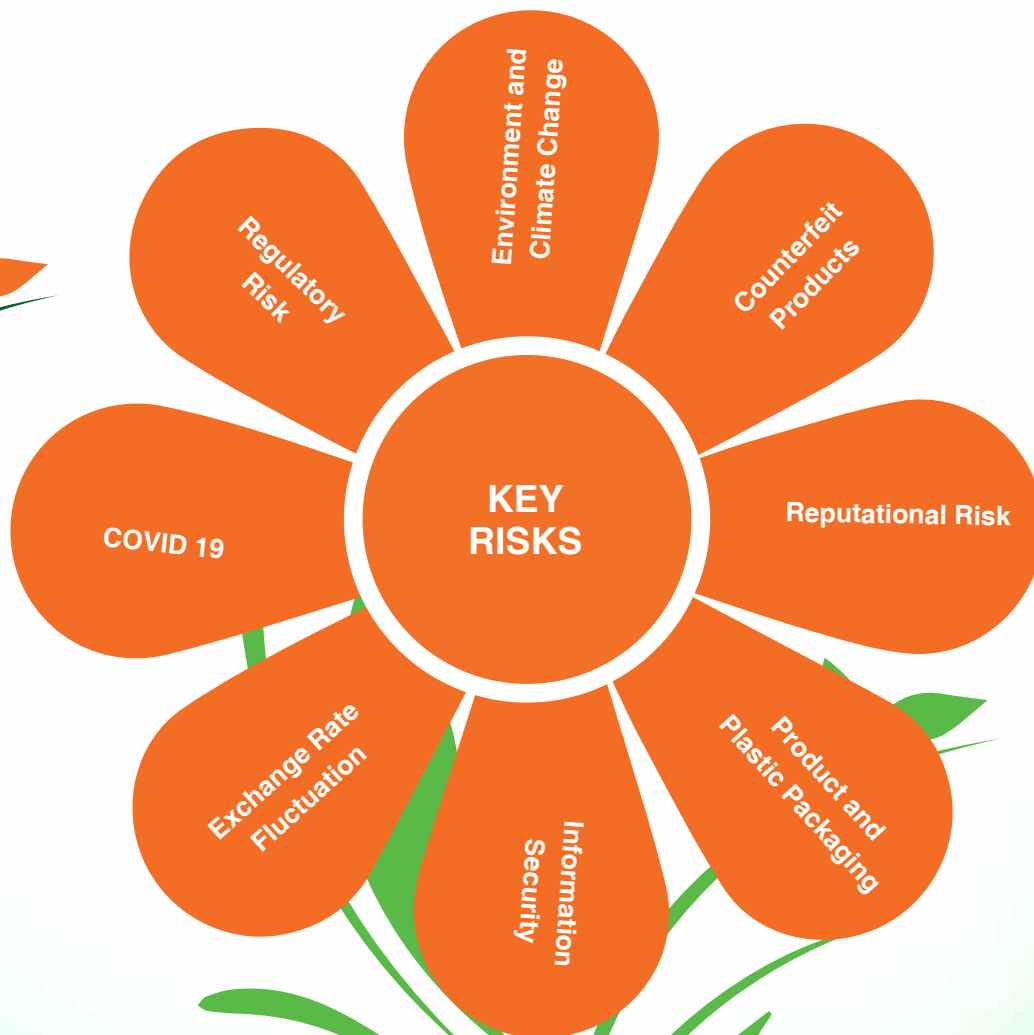 KEY
RISKS
Environment and
Climate Change
Counterfeit
Products
Reputational Risk
Product and
Plastic Packaging
Information
Security
Exchange Rate
Fluctuation
COVID 19
Regulatory
Risk